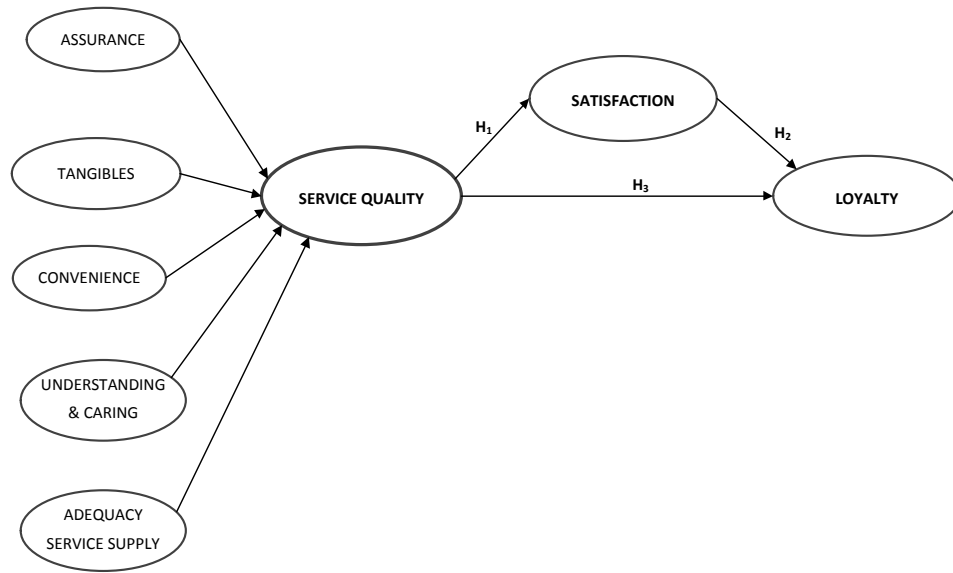 ASSURANCE
SATISFACTION
H₁
H₂
TANGIBLES
SERVICE QUALITY
H₃
LOYALTY
CONVENIENCE
UNDERSTANDING
& CARING
ADEQUACY
SERVICE SUPPLY